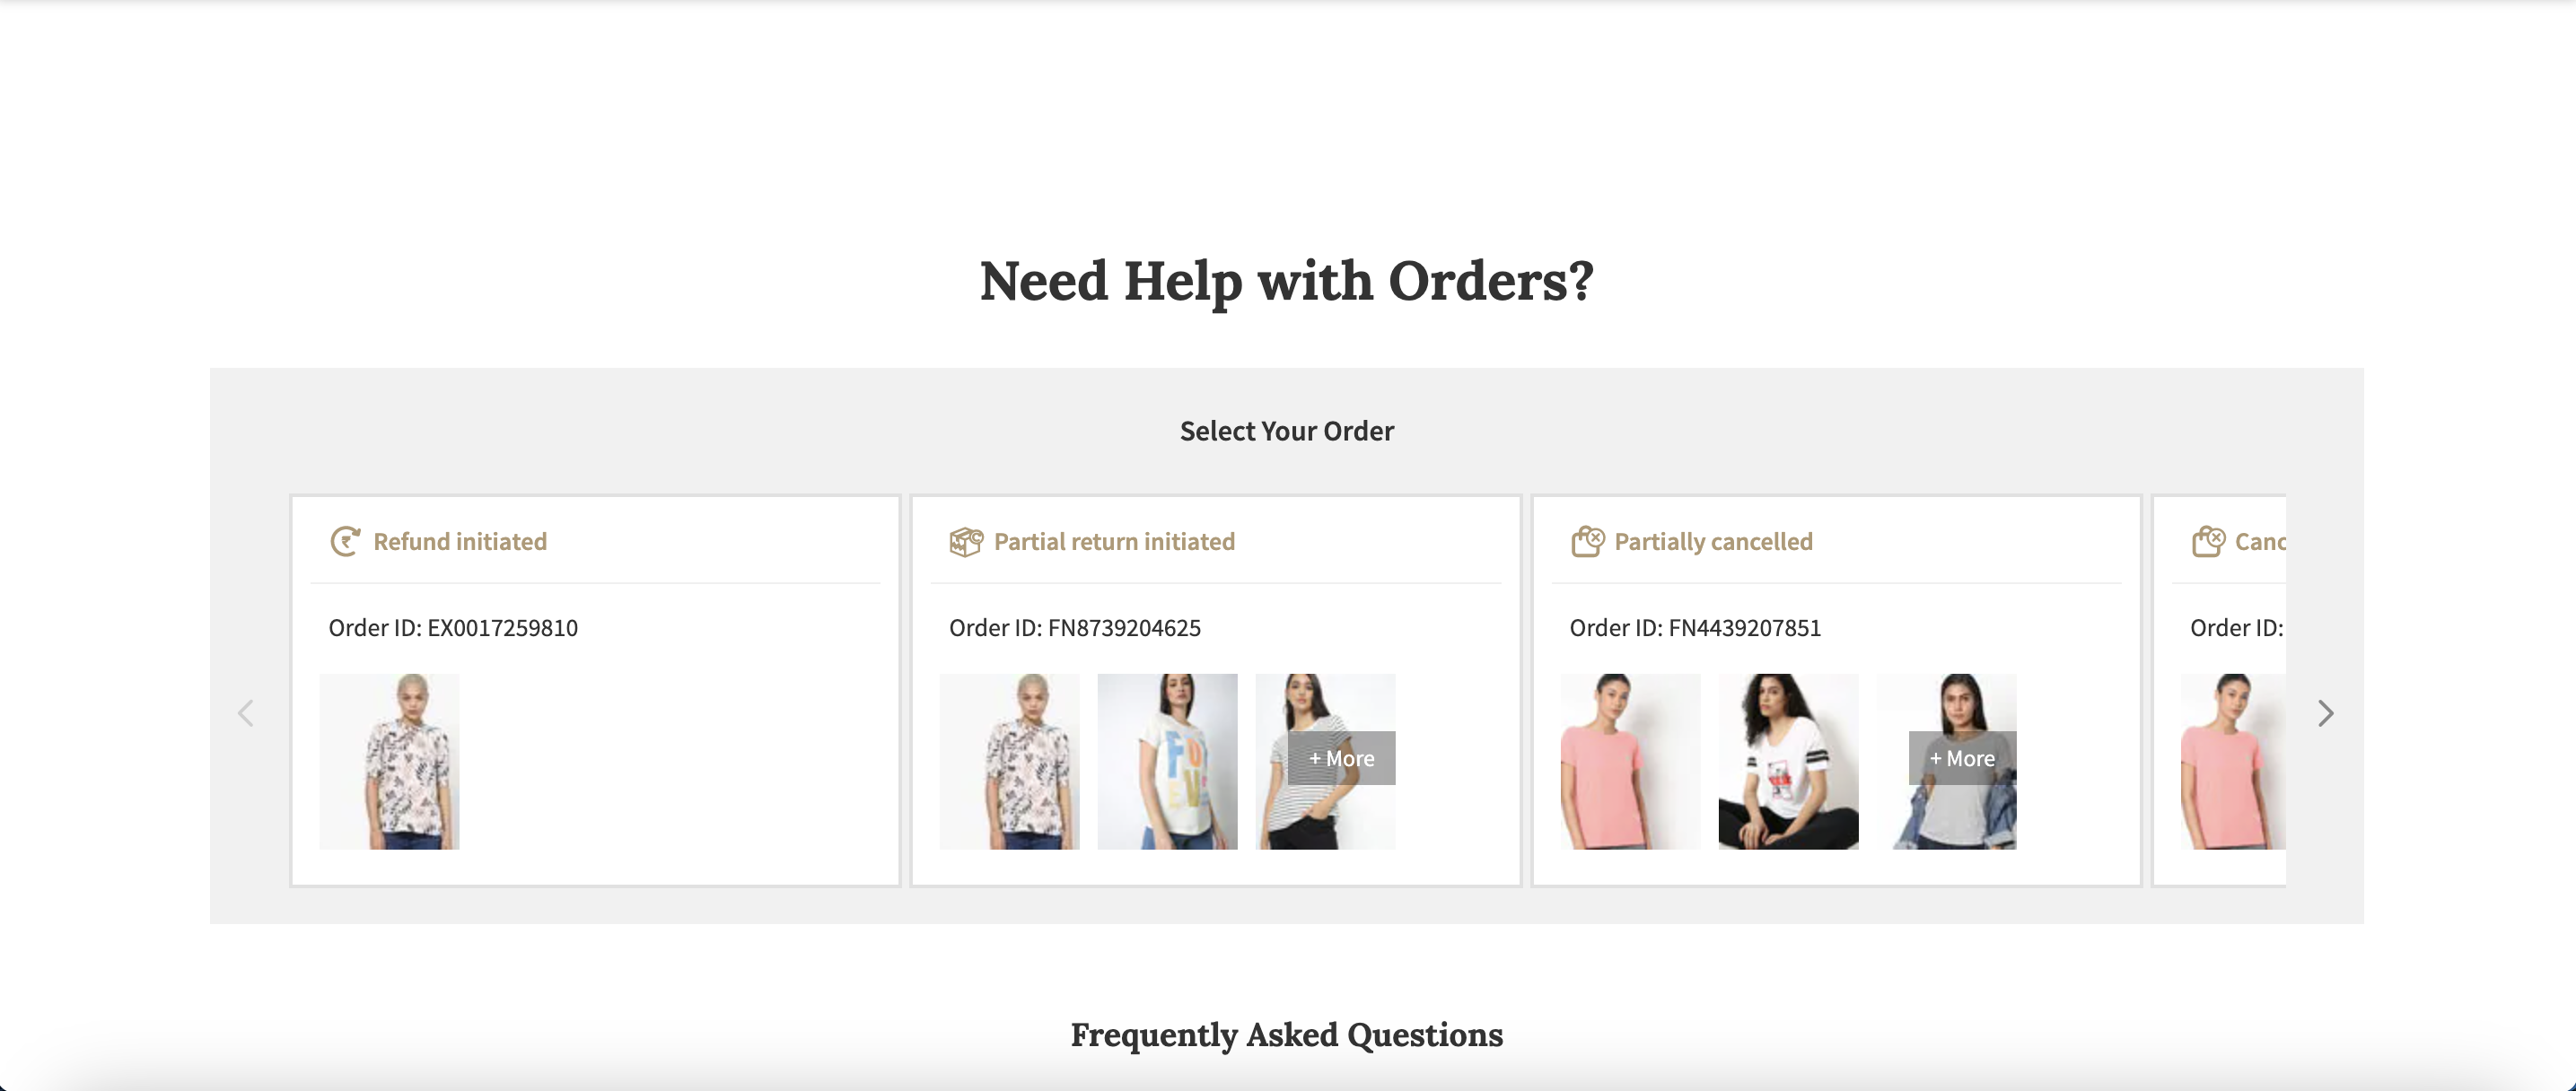 Need Help with Orders?
Select Your Order
Refund initiated
Order ID: EX0017259810
Partial return initiated
Order ID: FN8739204625
+ More
Partially cancelled
Order ID: FN4439207851
+ More
Canc
Order ID:
Frequently Asked Questions